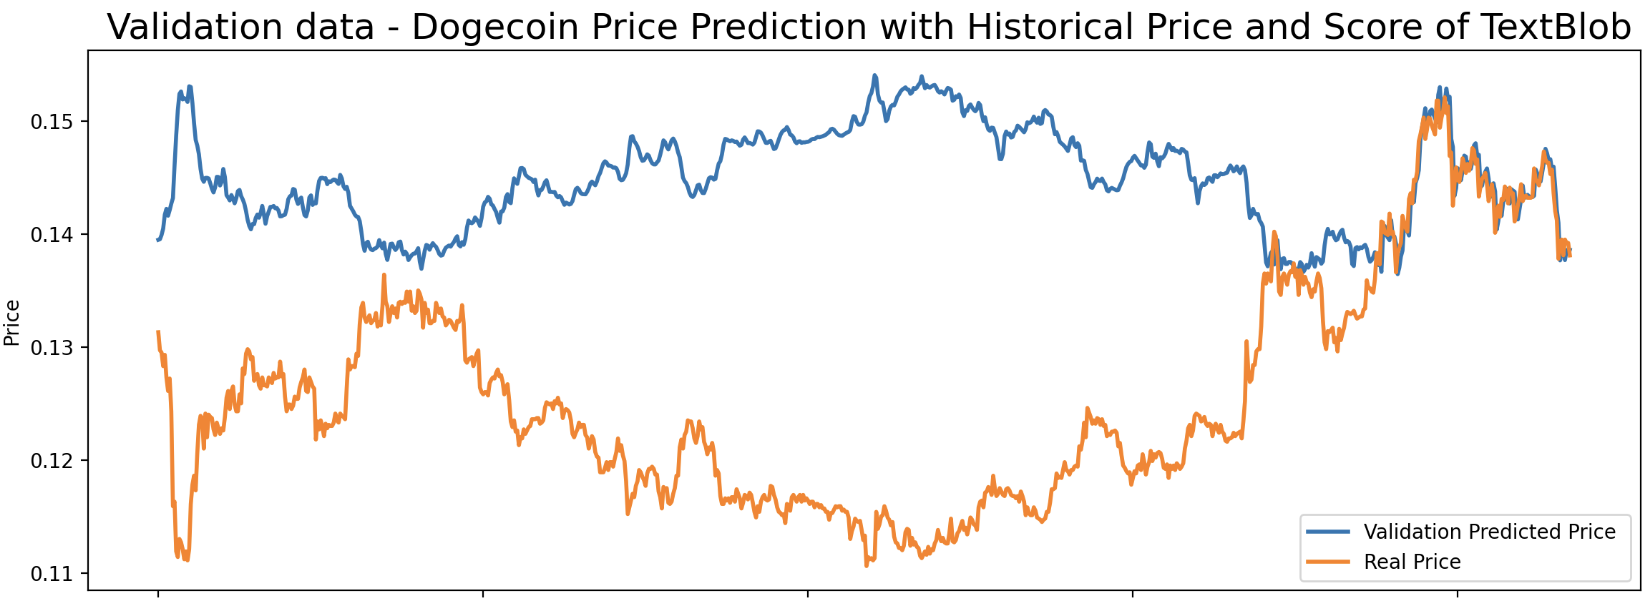 Validation data - Dogecoin Price Prediction with Historical Price and Score of TextBlob
0.15
0.14
0.13
0.12
0.11
Price
Validation Predicted Price
Real Price